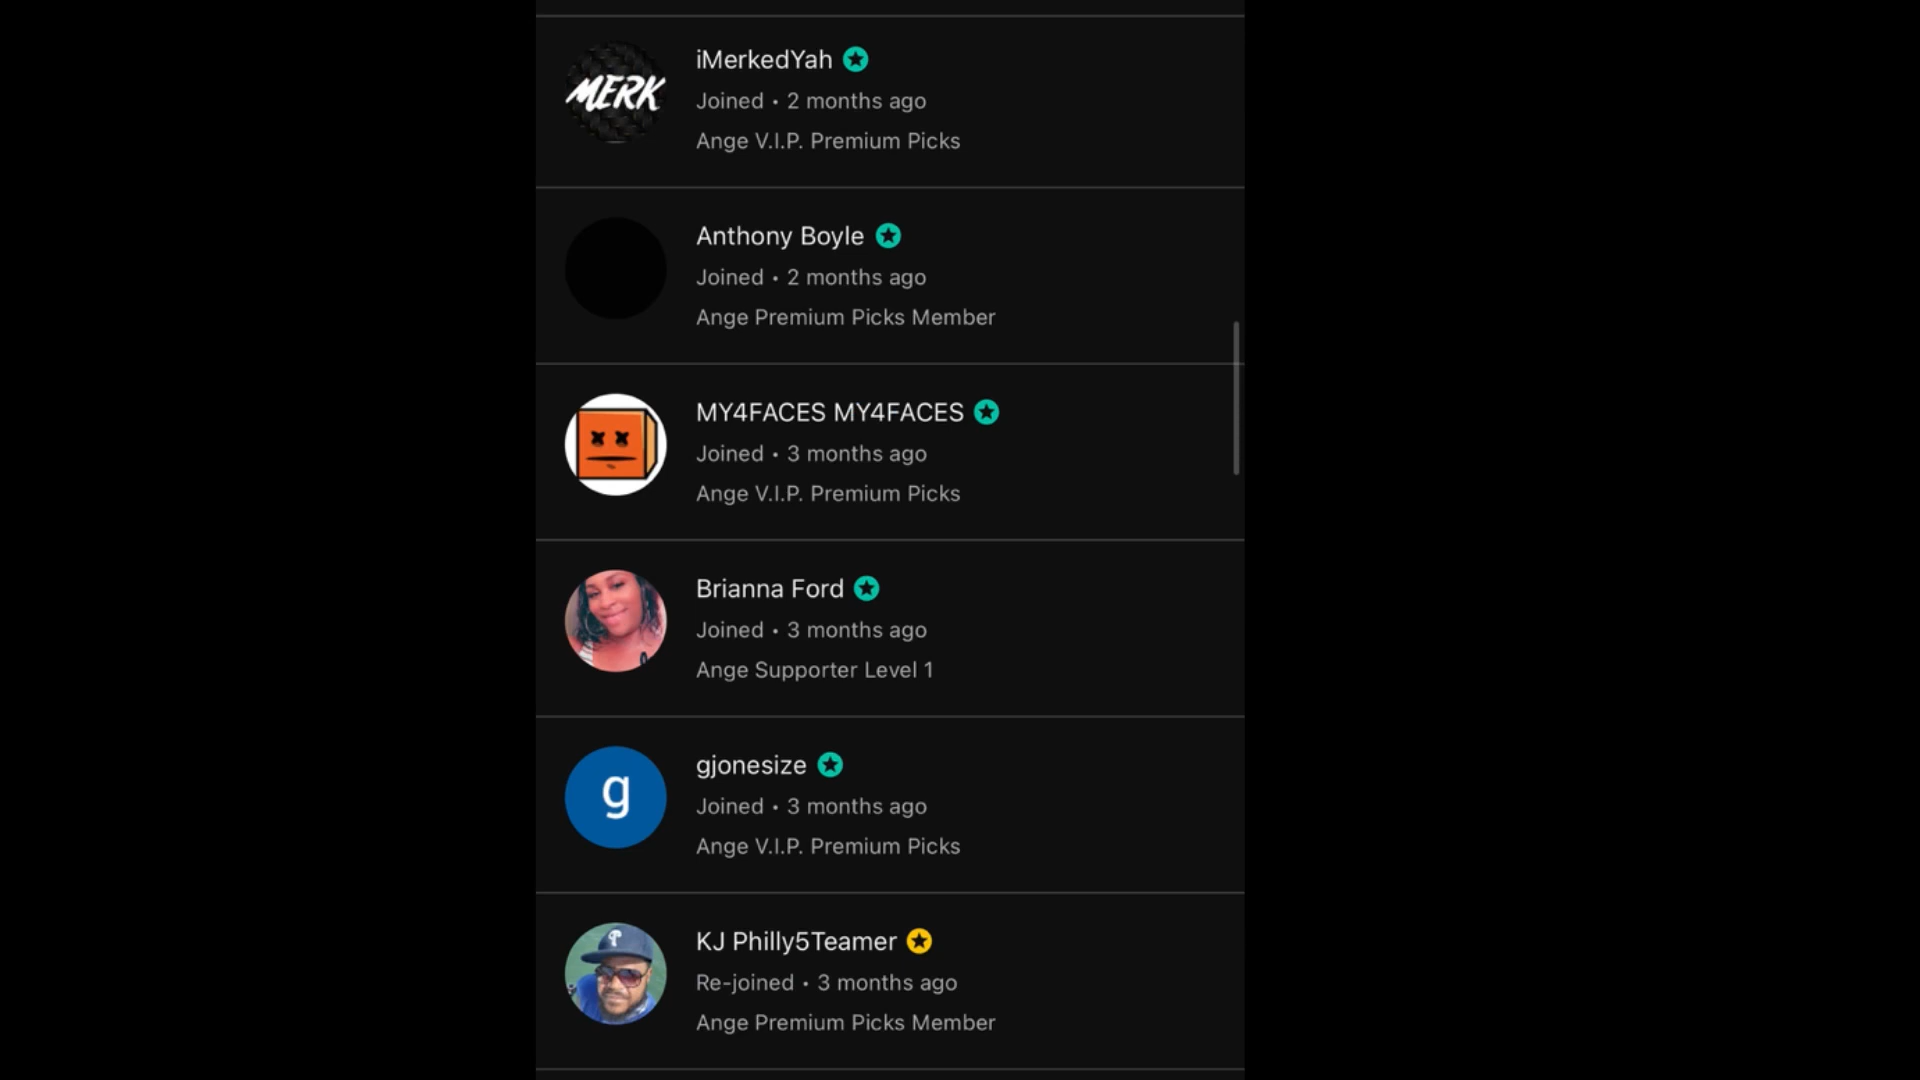 MERK
iMerkedYah
Joined • 2 months ago
Ange V.I.P. Premium Picks
Anthony Boyle
Joined • 2 months ago
Ange Premium Picks Member
MY4FACES MY4FACES
Joined • 3 months ago
Ange V.I.P. Premium Picks
Brianna Ford
Joined • 3 months ago
Ange Supporter Level 1
g
gjonesize
Joined • 3 months ago
Ange V.I.P. Premium Picks
P
KJ Philly5Teamer
Re-joined • 3 months ago
Ange Premium Picks Member